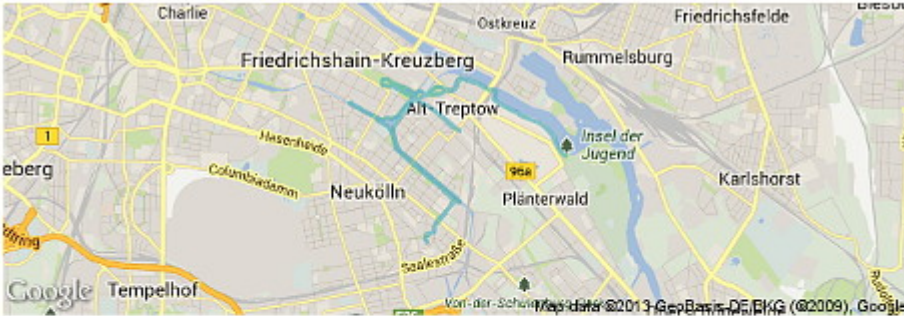 Charlie
Ostkreuz
Friedrichsfelde
Friedrichshain-Kreuzberg
Rummelsburg
Alt-Treptow
1
Hasenheide
Insel der
Jugend
eberg
Columbiadamm
96a
Karlshorst
Neukölln
Plänterwald
Saalestraße
Google
Tempelhof
Map data ©2013 GeoBasis-DE/BKG (©2009), Google